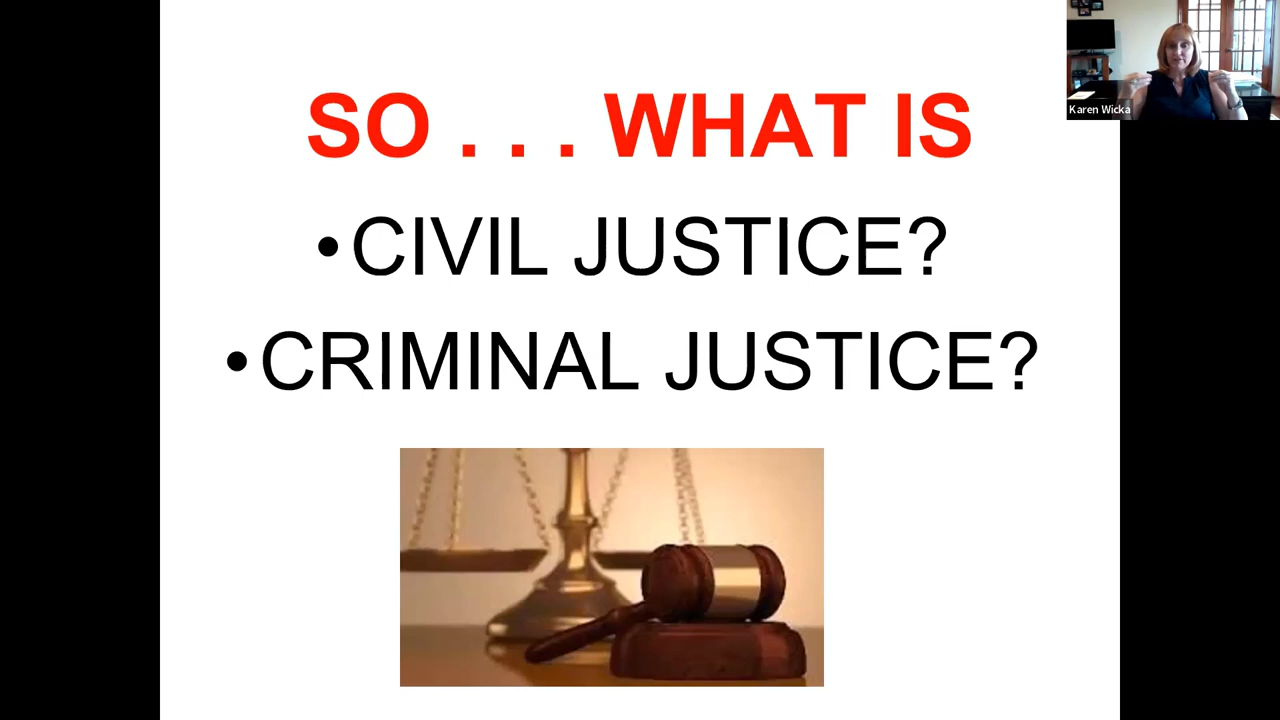 SO . . . WHAT IS
•CIVIL JUSTICE?
•CRIMINAL JUSTICE?
Karen Wicka